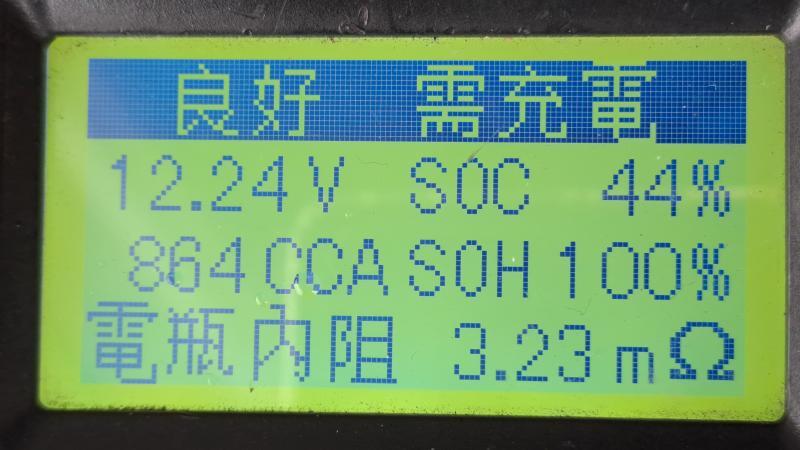 良好 需充電
12.24V SOC 44%
864CCA SOH 100%
電瓶內阻 3.23mΩ